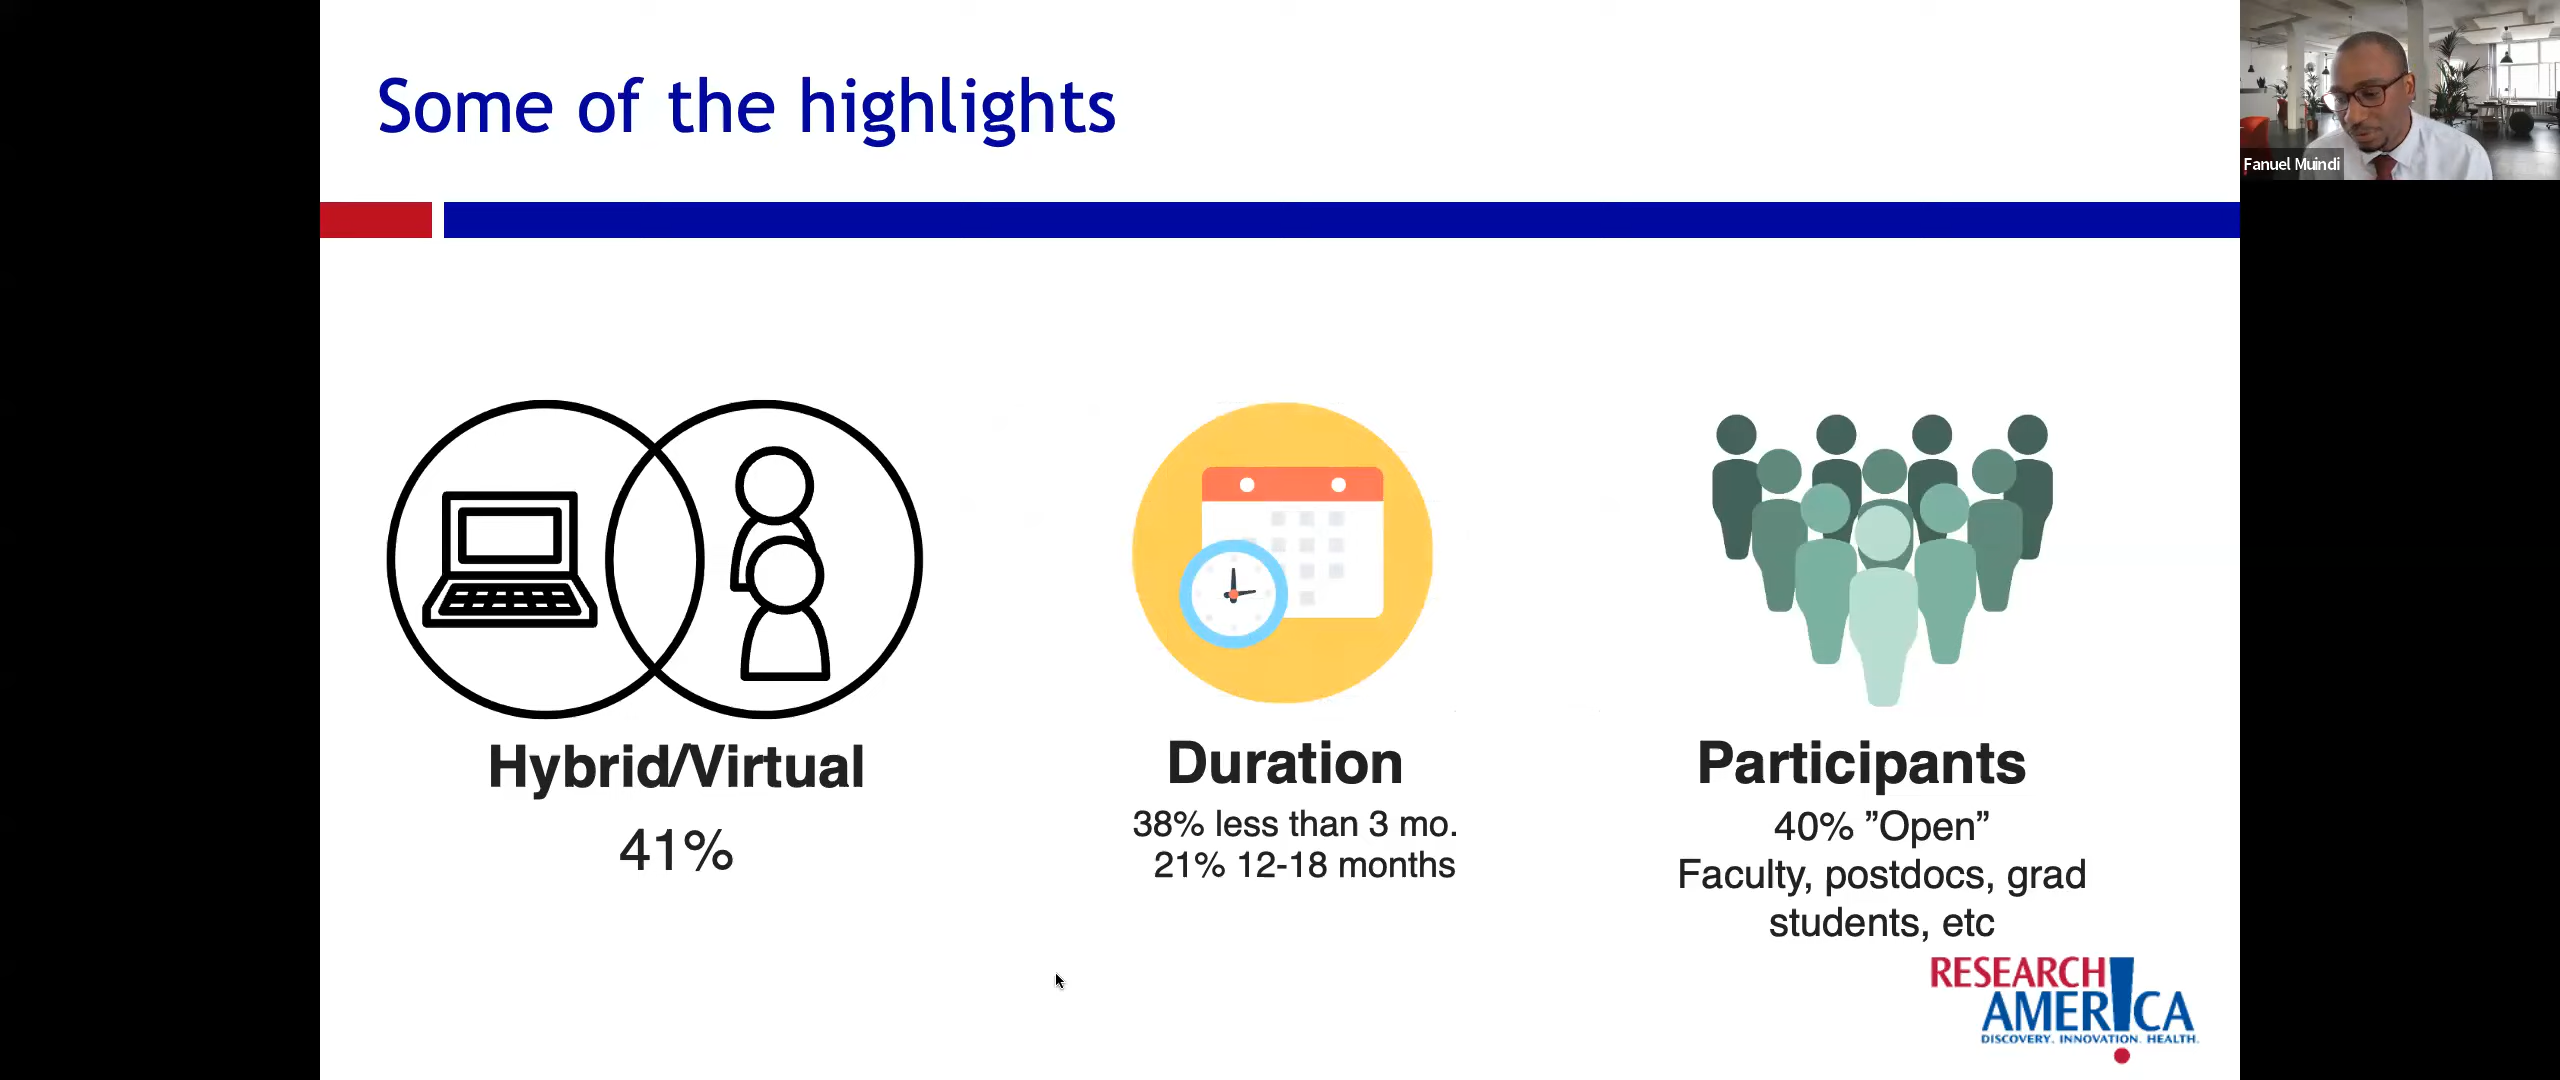 Some of the highlights
Fanuel Muindi
Hybrid/Virtual
41%
Duration
38% less than 3 mo.
21% 12-18 months
Participants
40% ”Open”
Faculty, postdocs, grad
students, etc
RESEARCH
AMERICA
DISCOVERY. INNOVATION. HEALTH.